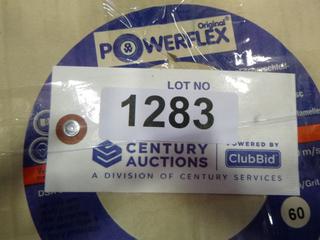 Original
POWERFLEX®
LOT NO
1283
CENTURY
AUCTIONS
POWERED BY
ClubBid
A DIVISION OF CENTURY SERVICES
60